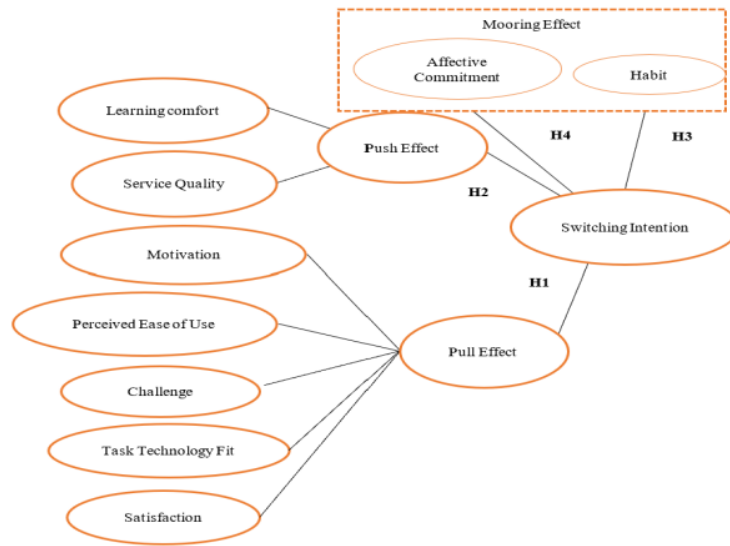 Mooring Effect
Affective
Commitment
Habit
Learning comfort
Push Effect
H4
H3
Service Quality
H2
Switching Intention
Motivation
H1
Perceived Ease of Use
Pull Effect
Challenge
Task Technology Fit
Satisfaction